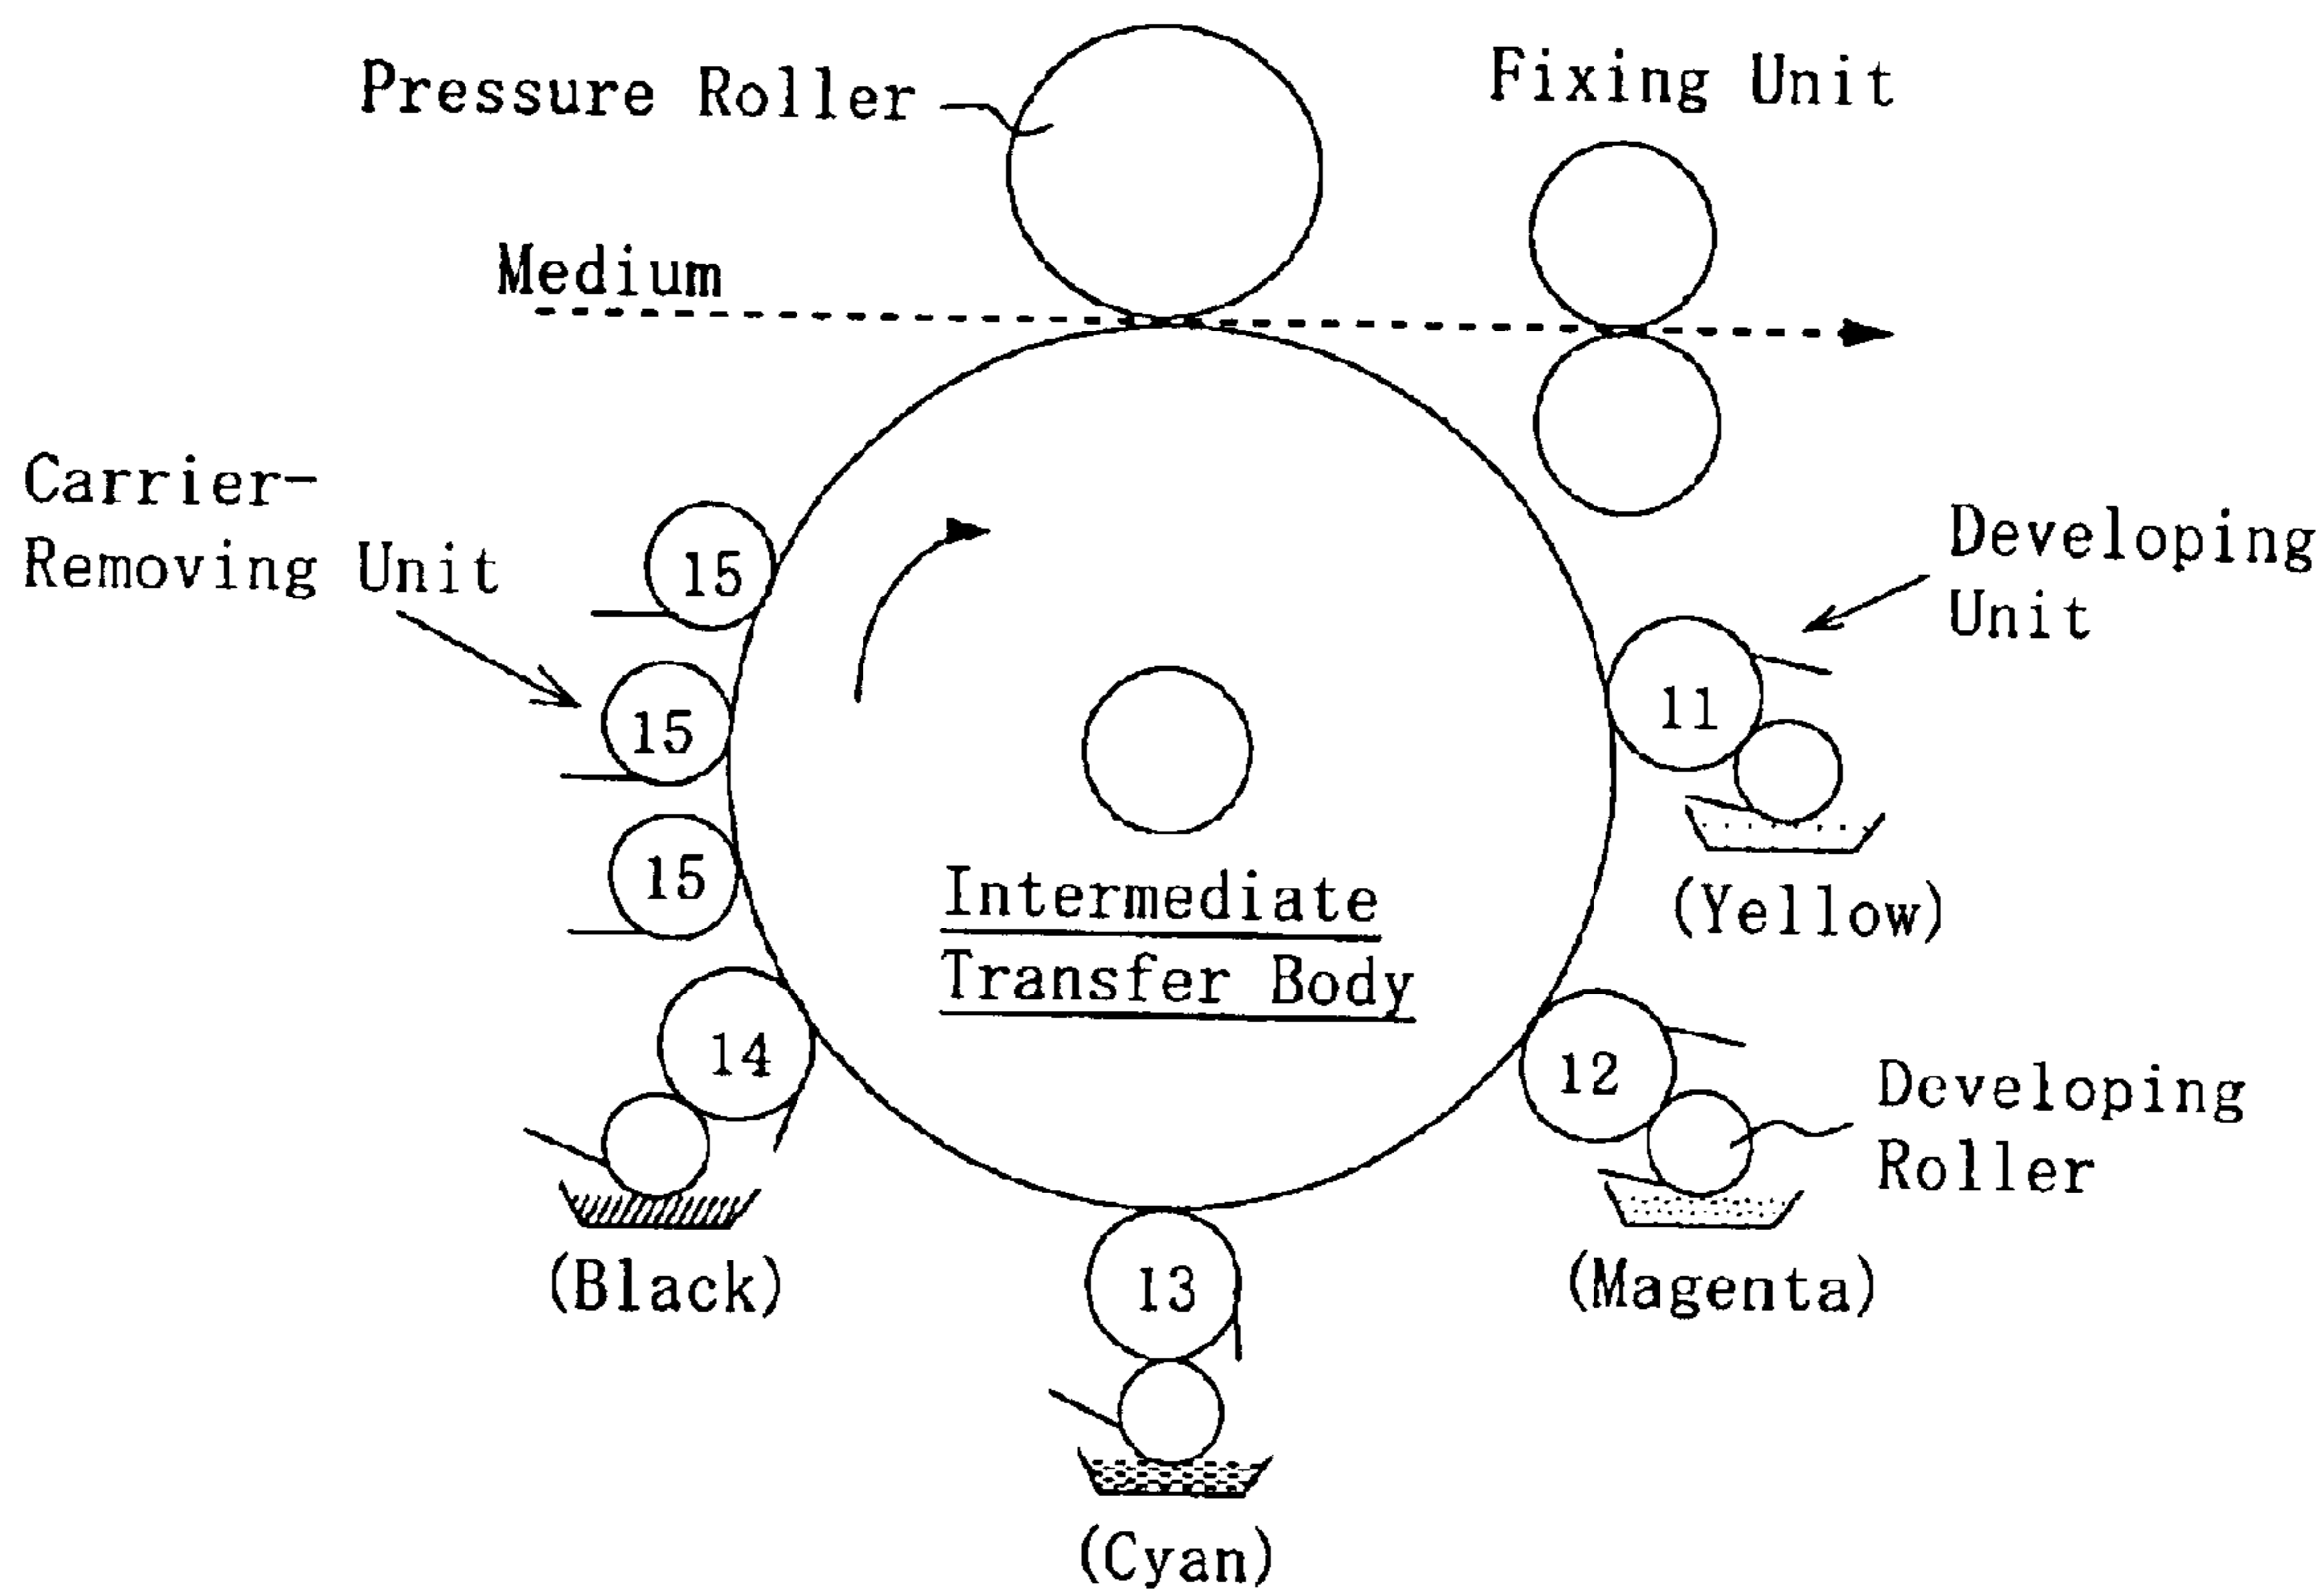 Pressure Roller
Fixing Unit
Medium
Carrier-
Removing Unit
Developing
Unit
15
15
15
11
(Yellow)
Intermediate
Transfer Body
14
12
Developing
Roller
(Black)
13
(Magenta)
(Cyan)